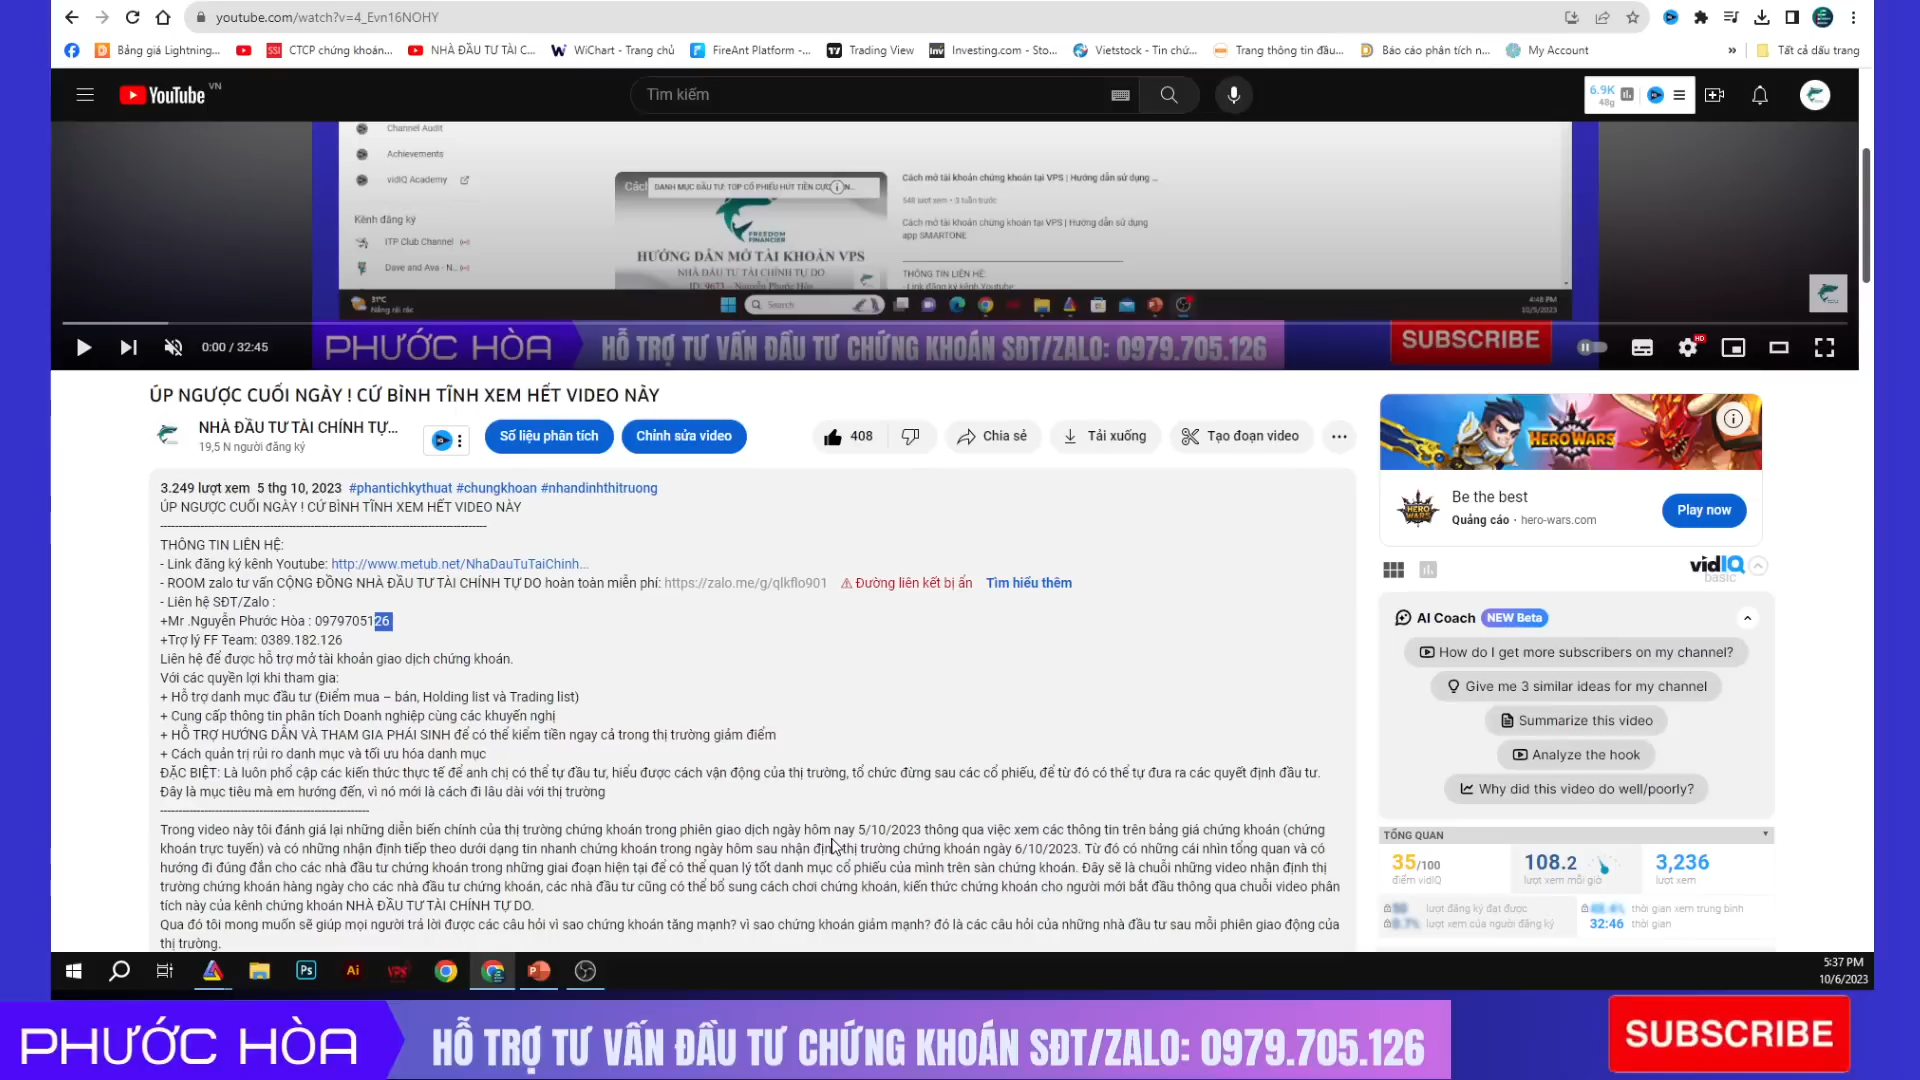 youtube.com/watch?v=4_Evn16NOHY
Bảng giá Lightning... CTCP chứng khoán... NHÀ ĐẦU TƯ TÀI C... WiChart - Trang chủ FireAnt Platform -... Trading View Investing.com - Sto... Vietstock - Tin chứ... Trang thông tin đầu... Báo cáo phân tích n... My Account » Tất cả dấu trang
YouTube VN
Tìm kiếm
6.9K
48g
Channel Audit
Achievements
vidIQ Academy
Kênh đăng ký
ITP Club Channel
Dave and Ava - N...
DANH MỤC ĐẦU TƯ: TOP CỔ PHIẾU HÚT TIỀN CỰC
FREEDOM
FINANCIER
HƯỚNG DẪN MỞ TÀI KHOẢN VPS
NHÀ ĐẦU TƯ TÀI CHÍNH TỰ DO
ID: 9673 – Nguyễn Phước Hòa
Cách mở tài khoản chứng khoán tại VPS | Hướng dẫn sử dụng ...
548 lượt xem • 3 tuần trước
Cách mở tài khoản chứng khoán tại VPS | Hướng dẫn sử dụng
app SMARTONE
THÔNG TIN LIÊN HỆ:
- Link đăng ký kênh Youtube:
31°C
Nắng rải rác
Search
4:48 PM
10/5/2023
PHƯỚC HÒA HỖ TRỢ TƯ VẤN ĐẦU TƯ CHỨNG KHOÁN SĐT/ZALO: 0979.705.126 SUBSCRIBE
0:00 / 32:45
HD
ÚP NGƯỢC CUỐI NGÀY ! CỨ BÌNH TĨNH XEM HẾT VIDEO NÀY
NHÀ ĐẦU TƯ TÀI CHÍNH TỰ...
19,5 N người đăng ký
Số liệu phân tích
Chỉnh sửa video
408
Chia sẻ
Tải xuống
Tạo đoạn video
3.249 lượt xem 5 thg 10, 2023 #phantichkythuat #chungkhoan #nhandinhthitruong
ÚP NGƯỢC CUỐI NGÀY ! CỨ BÌNH TĨNH XEM HẾT VIDEO NÀY
---------------------------------------------------------------------------------------
THÔNG TIN LIÊN HỆ:
- Link đăng ký kênh Youtube: http://www.metub.net/NhaDauTuTaiChinh...
- ROOM zalo tư vấn CỘNG ĐỒNG NHÀ ĐẦU TƯ TÀI CHÍNH TỰ DO hoàn toàn miễn phí: https://zalo.me/g/qlkflo901 Đường liên kết bị ẩn Tìm hiểu thêm
- Liên hệ SĐT/Zalo :
+Mr .Nguyễn Phước Hòa : 0979705126
+Trợ lý FF Team: 0389.182.126
Liên hệ để được hỗ trợ mở tài khoản giao dịch chứng khoán.
Với các quyền lợi khi tham gia:
+ Hỗ trợ danh mục đầu tư (Điểm mua – bán, Holding list và Trading list)
+ Cung cấp thông tin phân tích Doanh nghiệp cùng các khuyến nghị
+ HỖ TRỢ HƯỚNG DẪN VÀ THAM GIA PHÁI SINH để có thể kiếm tiền ngay cả trong thị trường giảm điểm
+ Cách quản trị rủi ro danh mục và tối ưu hóa danh mục
ĐẶC BIỆT: Là luôn phổ cập các kiến thức thực tế để anh chị có thể tự đầu tư, hiểu được cách vận động của thị trường, tổ chức đứng sau các cổ phiếu, để từ đó có thể tự đưa ra các quyết định đầu tư.
Đây là mục tiêu mà em hướng đến, vì nó mới là cách đi lâu dài với thị trường
--------------------------------------------------------
Trong video này tôi đánh giá lại những diễn biến chính của thị trường chứng khoán trong phiên giao dịch ngày hôm nay 5/10/2023 thông qua việc xem các thông tin trên bảng giá chứng khoán (chứng
khoán trực tuyến) và có những nhận định tiếp theo dưới dạng tin nhanh chứng khoán trong ngày hôm sau nhận định thị trường chứng khoán ngày 6/10/2023. Từ đó có những cái nhìn tổng quan và có
hướng đi đúng đắn cho các nhà đầu tư chứng khoán trong những giai đoạn hiện tại để có thể quản lý tốt danh mục cổ phiếu của mình trên sàn chứng khoán. Đây sẽ là chuỗi những video nhận định thị
trường chứng khoán hàng ngày cho các nhà đầu tư chứng khoán, các nhà đầu tư cũng có thể bổ sung cách chơi chứng khoán, kiến thức chứng khoán cho người mới bắt đầu thông qua chuỗi video phân
tích này của kênh chứng khoán NHÀ ĐẦU TƯ TÀI CHÍNH TỰ DO.
Qua đó tôi mong muốn sẽ giúp mọi người trả lời được các câu hỏi vì sao chứng khoán tăng mạnh? vì sao chứng khoán giảm mạnh? đó là các câu hỏi của những nhà đầu tư sau mỗi phiên giao động của
thị trường.
HERO WARS
Be the best
Quảng cáo · hero-wars.com
Play now
vidIQ
basic
AI Coach NEW Beta
How do I get more subscribers on my channel?
Give me 3 similar ideas for my channel
Summarize this video
Analyze the hook
Why did this video do well/poorly?
TỔNG QUAN
35/100 108.2 3,236
điểm vidIQ lượt xem mỗi giờ lượt xem
lượt đăng ký đạt được thời gian xem trung bình
lượt xem của người đăng ký 32:46 thời gian
Ps Ai VPS P
5:37 PM
10/6/2023
PHƯỚC HÒA HỖ TRỢ TƯ VẤN ĐẦU TƯ CHỨNG KHOÁN SĐT/ZALO: 0979.705.126 SUBSCRIBE